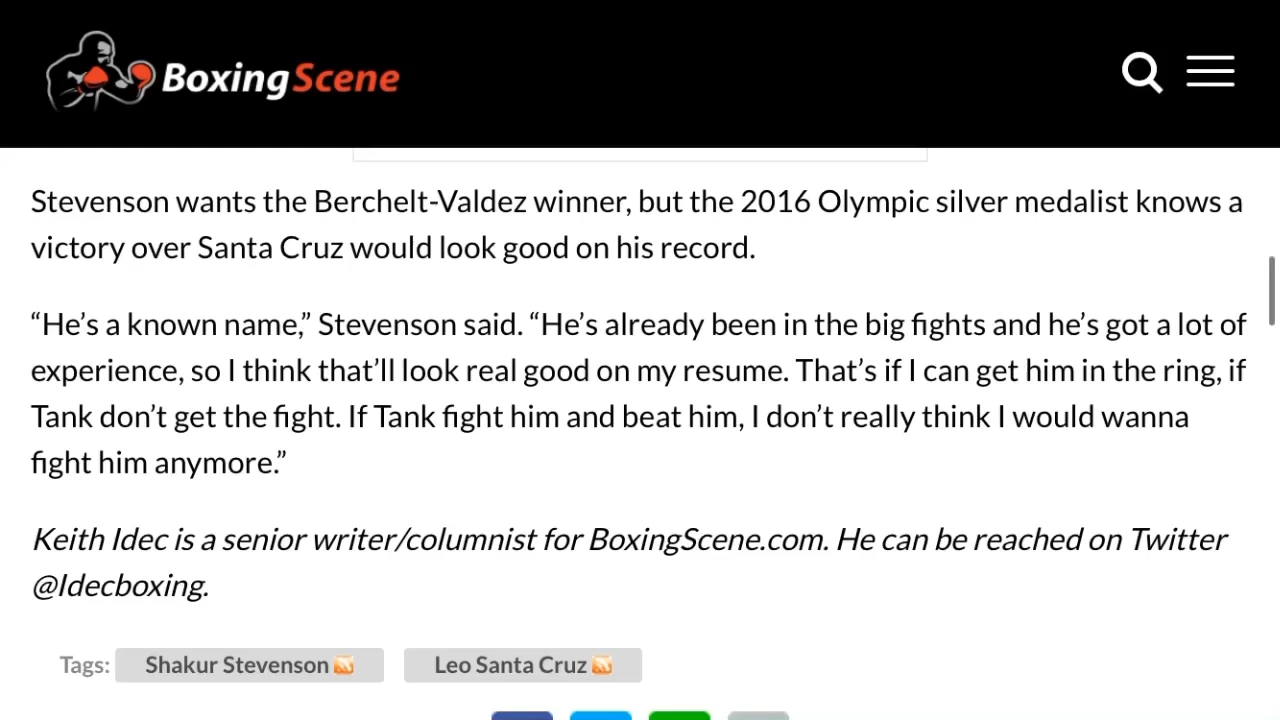 BoxingScene
Stevenson wants the Berchelt-Valdez winner, but the 2016 Olympic silver medalist knows a
victory over Santa Cruz would look good on his record.
“He’s a known name,” Stevenson said. “He’s already been in the big fights and he’s got a lot of
experience, so I think that’ll look real good on my resume. That’s if I can get him in the ring, if
Tank don’t get the fight. If Tank fight him and beat him, I don’t really think I would wanna
fight him anymore.”
Keith Idec is a senior writer/columnist for BoxingScene.com. He can be reached on Twitter
@Idecboxing.
Tags: Shakur Stevenson Leo Santa Cruz